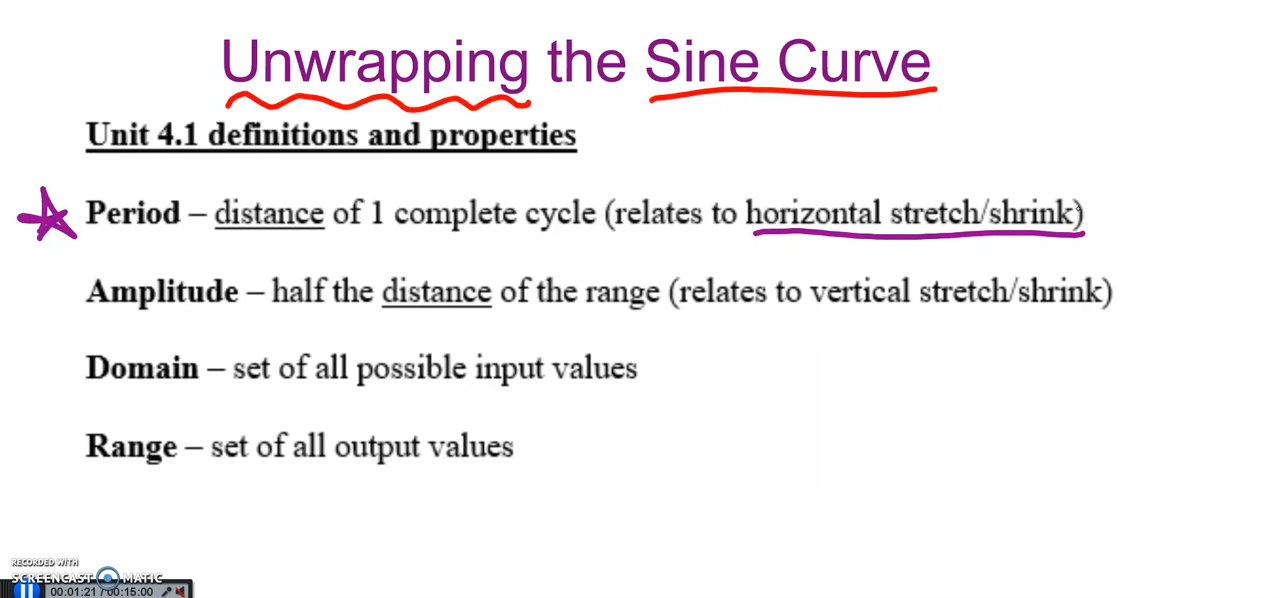 Unwrapping the Sine Curve
Unit 4.1 definitions and properties
Period – distance of 1 complete cycle (relates to horizontal stretch/shrink)
Amplitude – half the distance of the range (relates to vertical stretch/shrink)
Domain – set of all possible input values
Range – set of all output values
RECORDED WITH
SCREENCAST MATIC
00:01:21 / 00:15:00